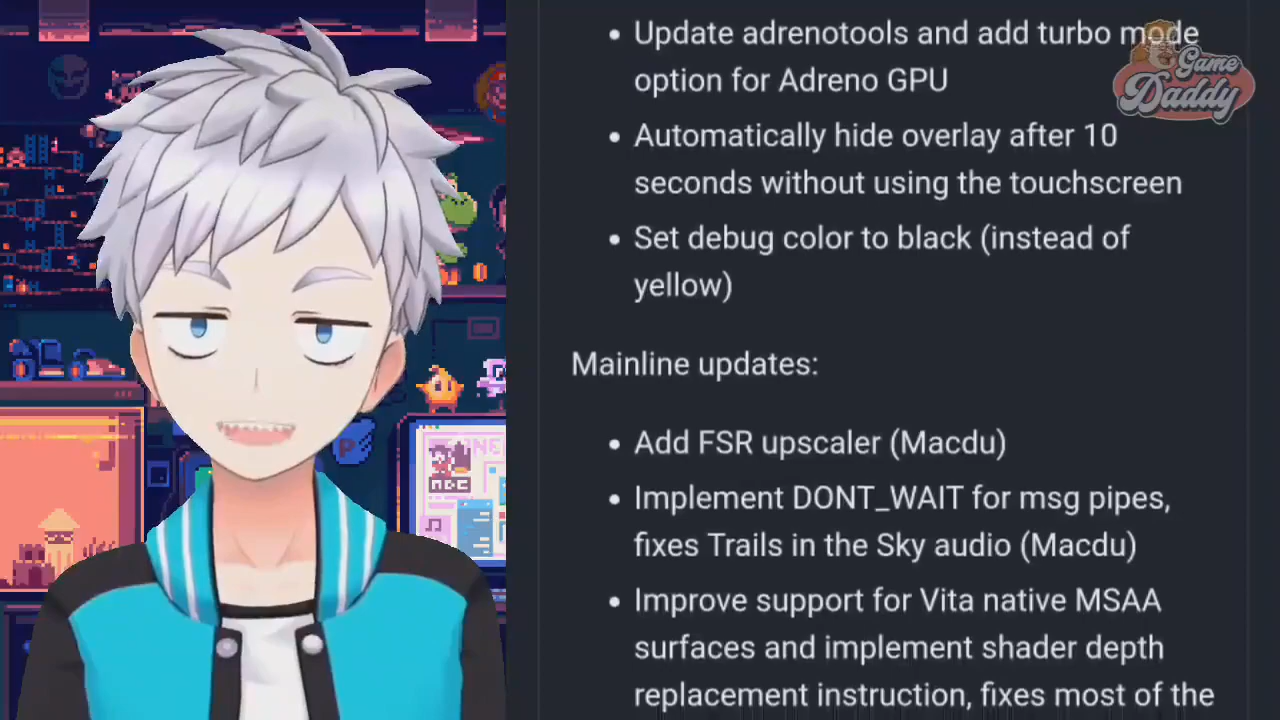 Update adrenotools and add turbo mode
option for Adreno GPU
Game
Daddy
Automatically hide overlay after 10
seconds without using the touchscreen
Set debug color to black (instead of
yellow)
Mainline updates:
Add FSR upscaler (Macdu)
Implement DONT_WAIT for msg pipes,
fixes Trails in the Sky audio (Macdu)
Improve support for Vita native MSAA
surfaces and implement shader depth
replacement instruction, fixes most of the
P